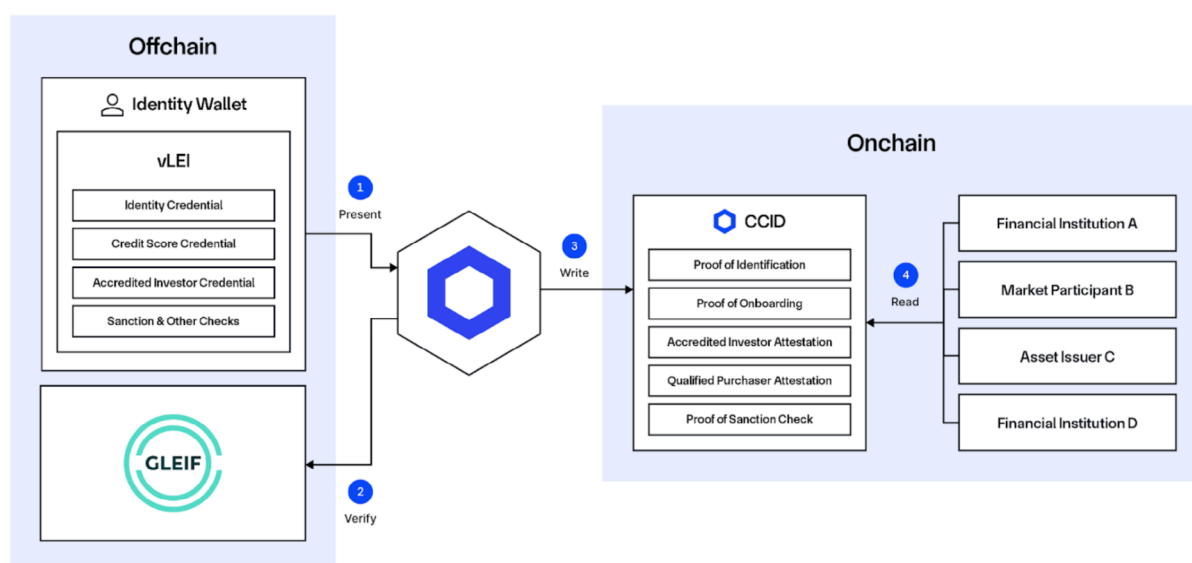 Offchain
Identity Wallet
vLEI
Identity Credential
Credit Score Credential
Accredited Investor Credential
Sanction & Other Checks
GLEIF
1
Present
2
Verify
3
Write
Onchain
CCID
Proof of Identification
Proof of Onboarding
Accredited Investor Attestation
Qualified Purchaser Attestation
Proof of Sanction Check
4
Read
Financial Institution A
Market Participant B
Asset Issuer C
Financial Institution D